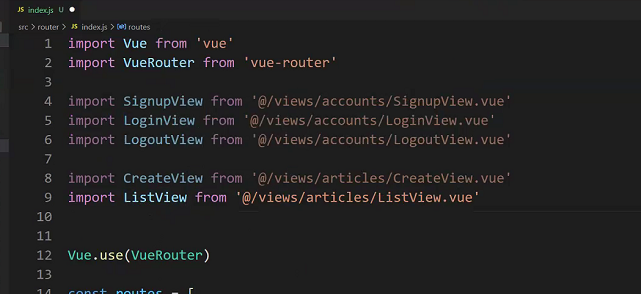 JS index.js U
src > router > JS index.js > routes
1 import Vue from 'vue'
2 import VueRouter from 'vue-router'
3
4 import SignupView from '@/views/accounts/SignupView.vue'
5 import LoginView from '@/views/accounts/LoginView.vue'
6 import LogoutView from '@/views/accounts/LogoutView.vue'
7
8 import CreateView from '@/views/articles/CreateView.vue'
9 import ListView from '@/views/articles/ListView.vue'
10
11
12 Vue.use(VueRouter)
13
14 const routes = [